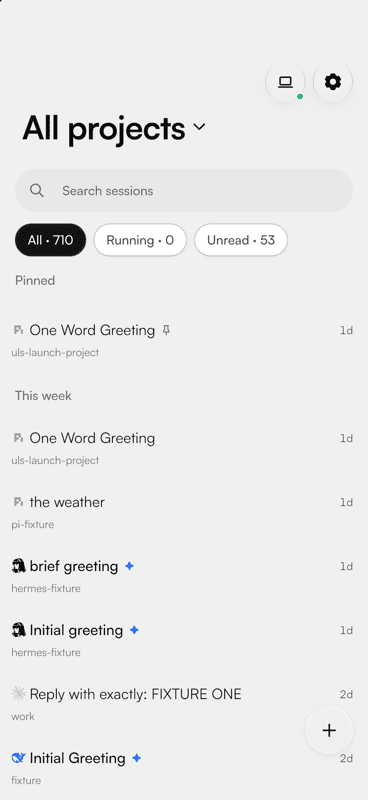 All projects
Search sessions
All · 710
Running · 0
Unread · 53
Pinned
One Word Greeting
1d
uls-launch-project
This week
One Word Greeting
1d
uls-launch-project
the weather
1d
pi-fixture
brief greeting
1d
hermes-fixture
Initial greeting
1d
hermes-fixture
Reply with exactly: FIXTURE ONE
2d
work
Initial Greeting
2d
fixture